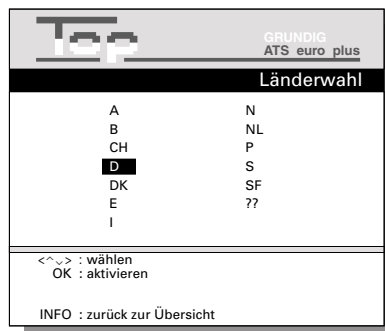 Top
GRUNDIG
ATS euro plus
Länderwahl
A
B
CH
D
DK
E
I
N
NL
P
S
SF
??
<^⌄> : wählen
OK : aktivieren
INFO : zurück zur Übersicht